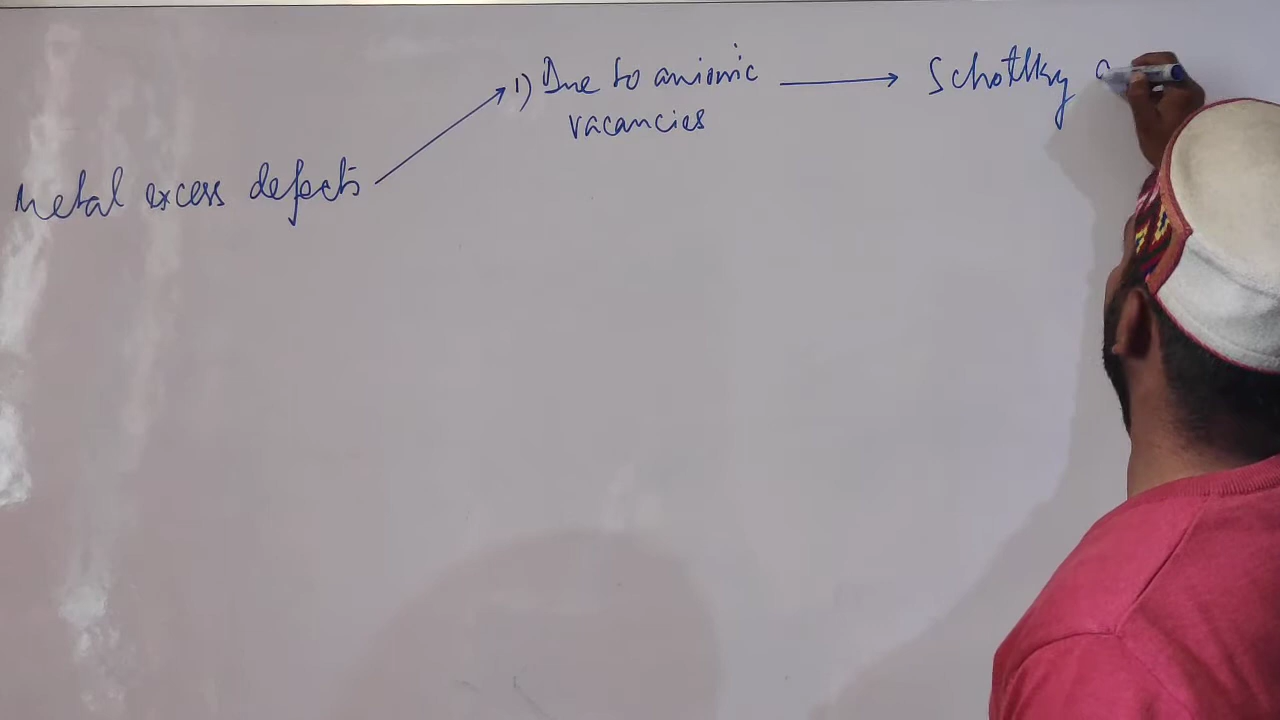 1) Due to anionic → Schottky
vacancies
Metal excess defects